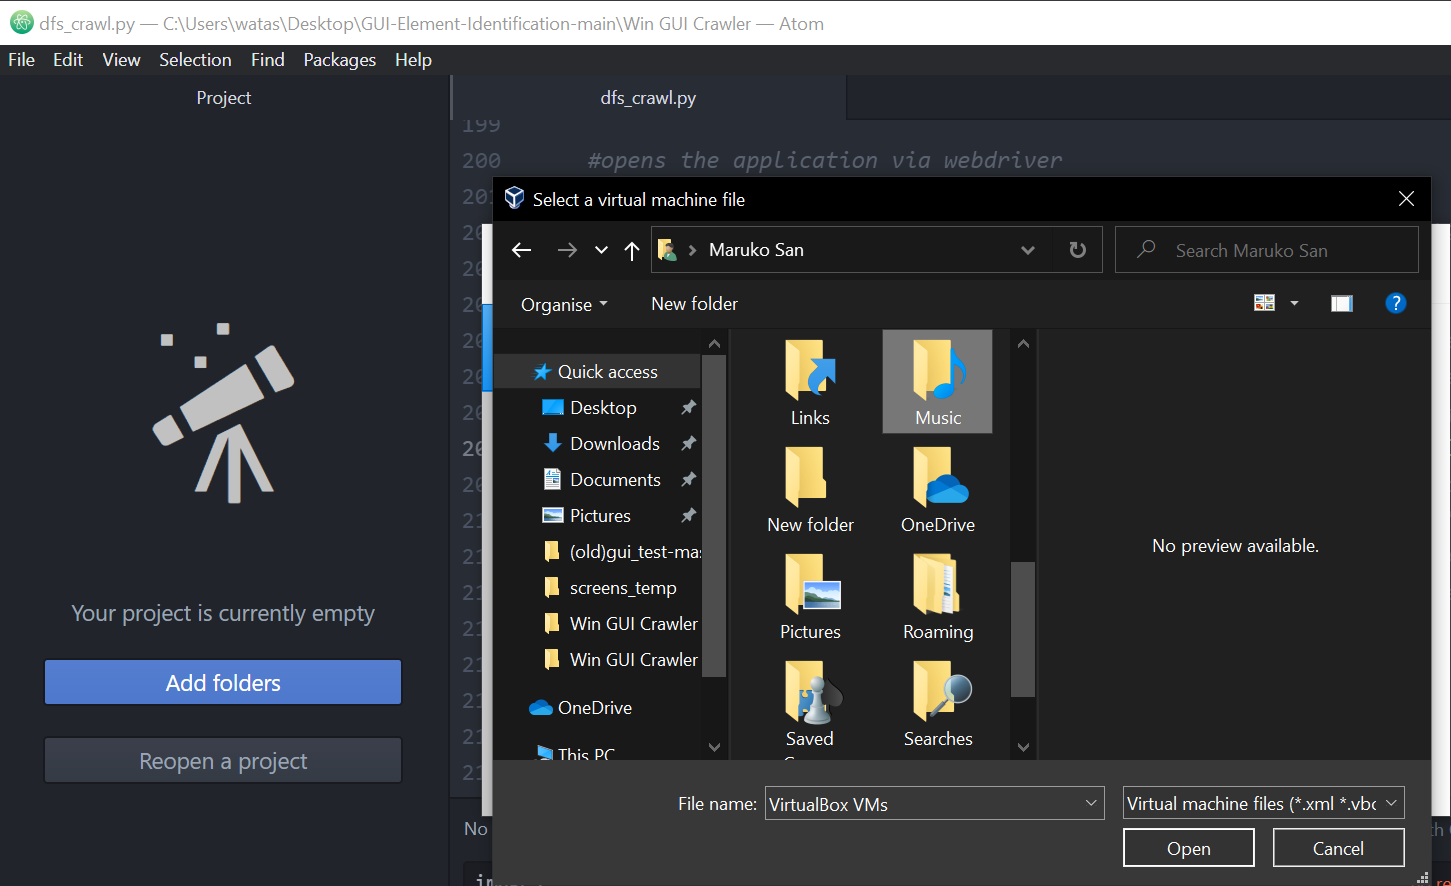 dfs_crawl.py — C:\Users\watas\Desktop\GUI-Element-Identification-main\Win GUI Crawler — Atom
File Edit View Selection Find Packages Help
Project
dfs_crawl.py
199
200 #opens the application via webdriver
Select a virtual machine file
Maruko San
Search Maruko San
Organise
New folder
Quick access
Desktop
Downloads
Documents
Pictures
(old)gui_test-mas
screens_temp
Win GUI Crawler
Win GUI Crawler
OneDrive
This PC
Links
Music
New folder
OneDrive
Pictures
Roaming
Saved
Searches
No preview available.
Your project is currently empty
Add folders
Reopen a project
File name: VirtualBox VMs
Virtual machine files (*.xml *.vbo
Open
Cancel
No